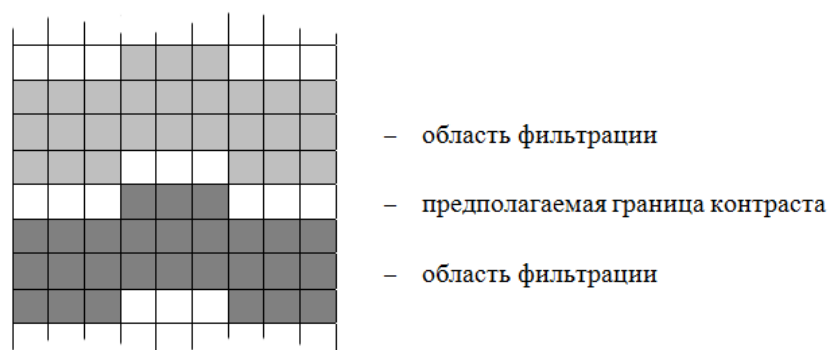 – область фильтрации
– предполагаемая граница контраста
– область фильтрации